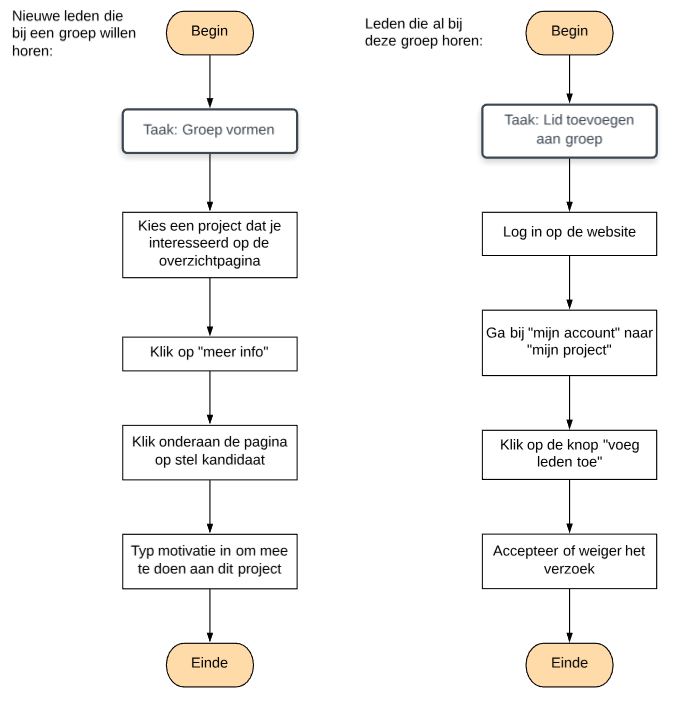 Nieuwe leden die
bij een groep willen
horen:
Begin
Taak: Groep vormen
Kies een project dat je
interesseerd op de
overzichtpagina
Klik op "meer info"
Klik onderaan de pagina
op stel kandidaat
Typ motivatie in om mee
te doen aan dit project
Einde
Leden die al bij
deze groep horen:
Begin
Taak: Lid toevoegen
aan groep
Log in op de website
Ga bij "mijn account" naar
"mijn project"
Klik op de knop "voeg
leden toe"
Accepteer of weiger het
verzoek
Einde